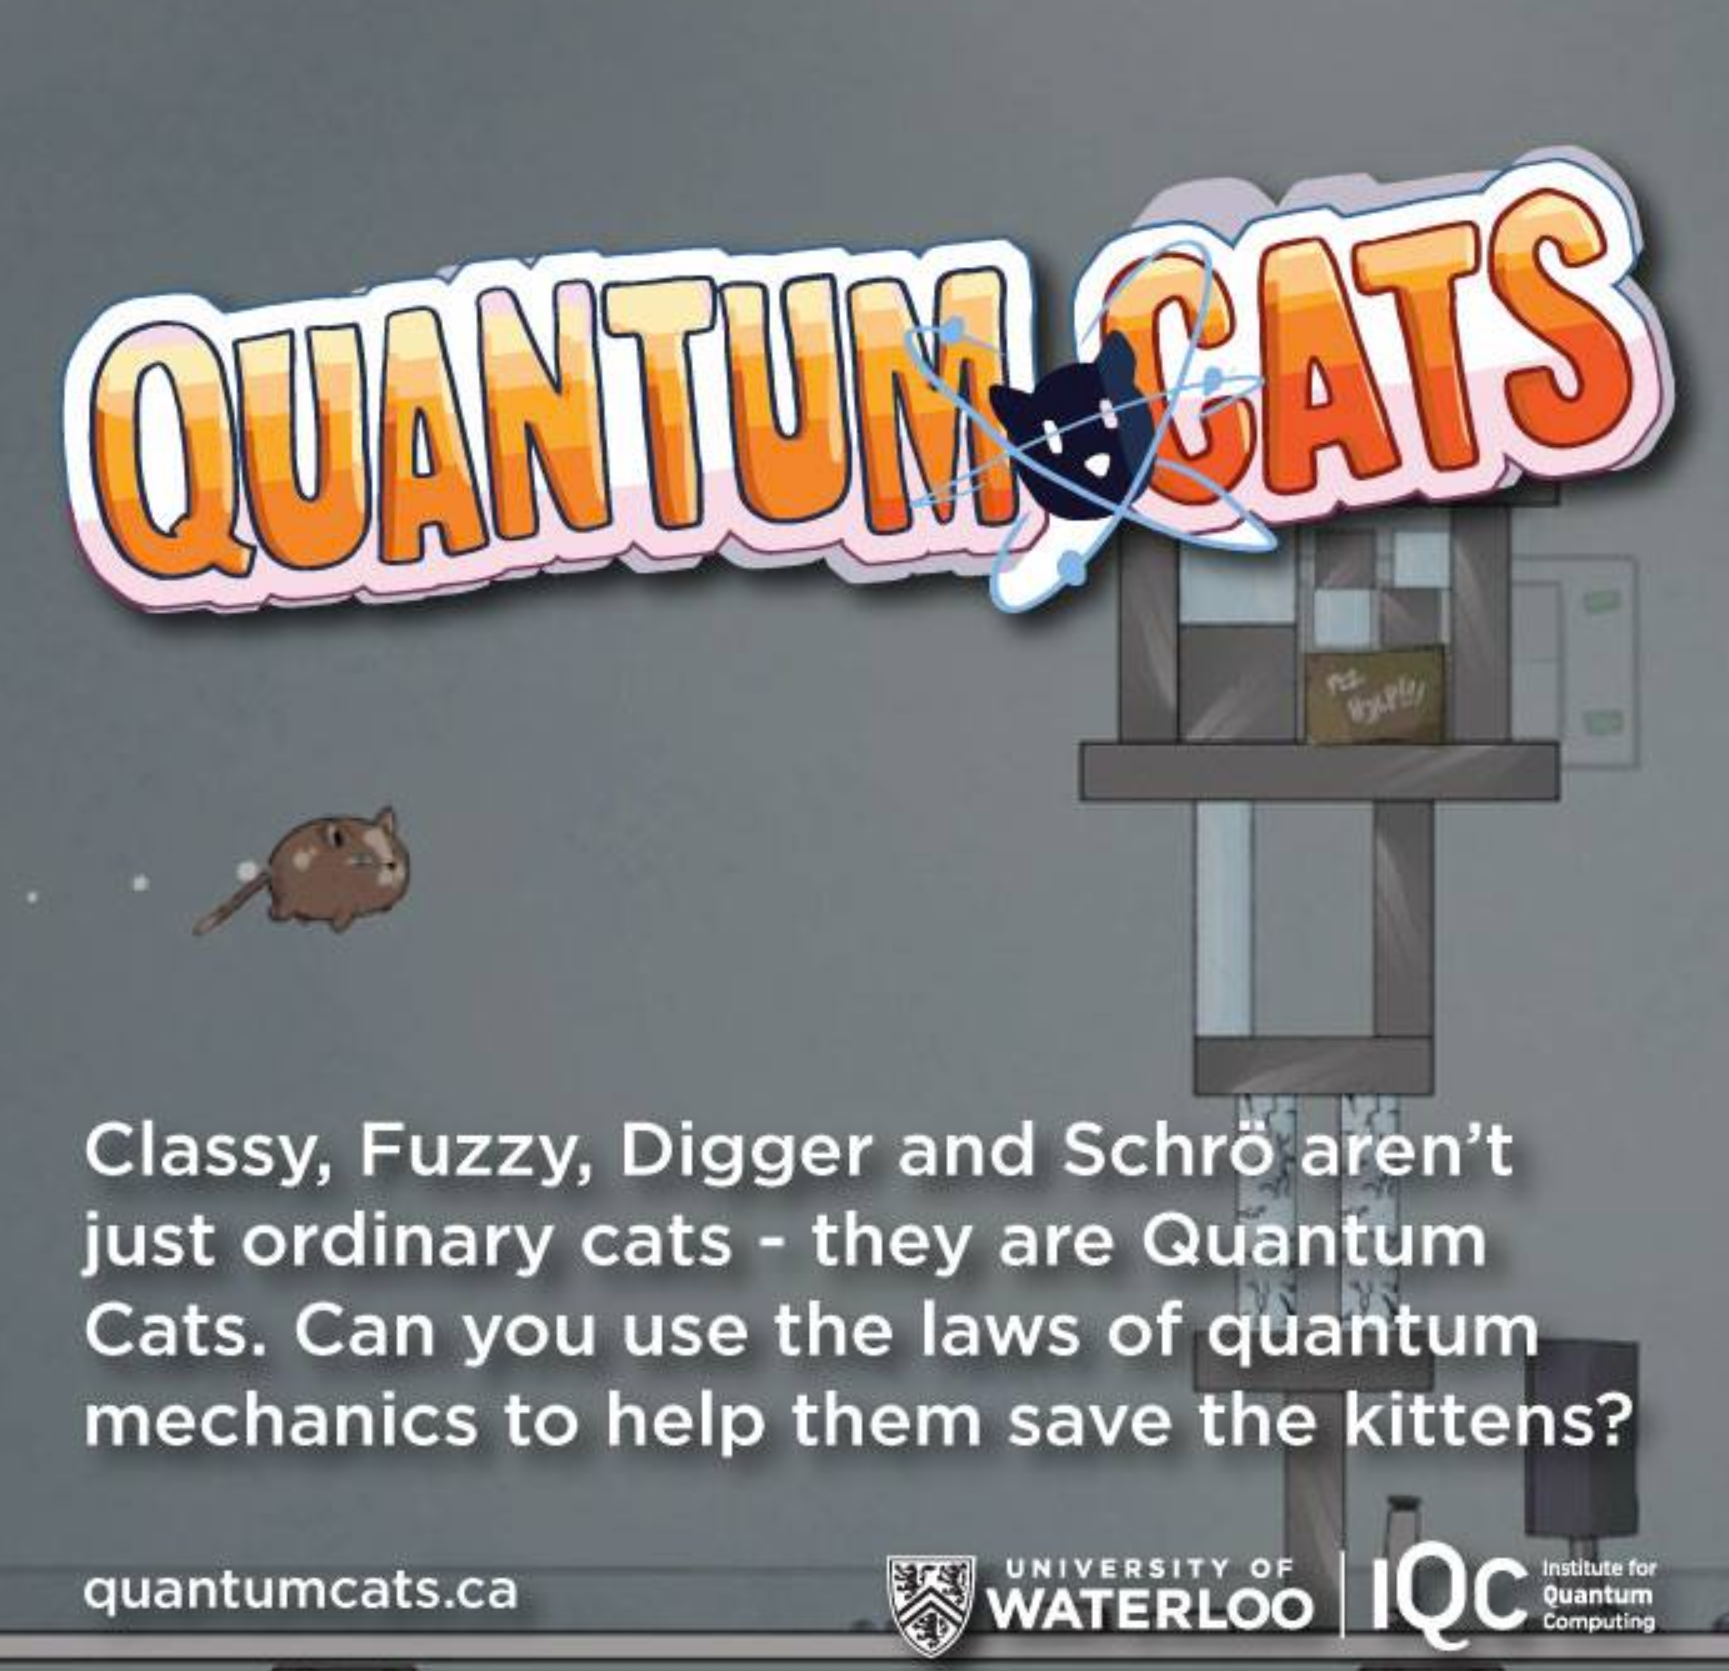 QUANTUM CATS
Classy, Fuzzy, Digger and Schrö aren't
just ordinary cats - they are Quantum
Cats. Can you use the laws of quantum
mechanics to help them save the kittens?
quantumcats.ca
UNIVERSITY OF
WATERLOO
IQC
Institute for
Quantum
Computing